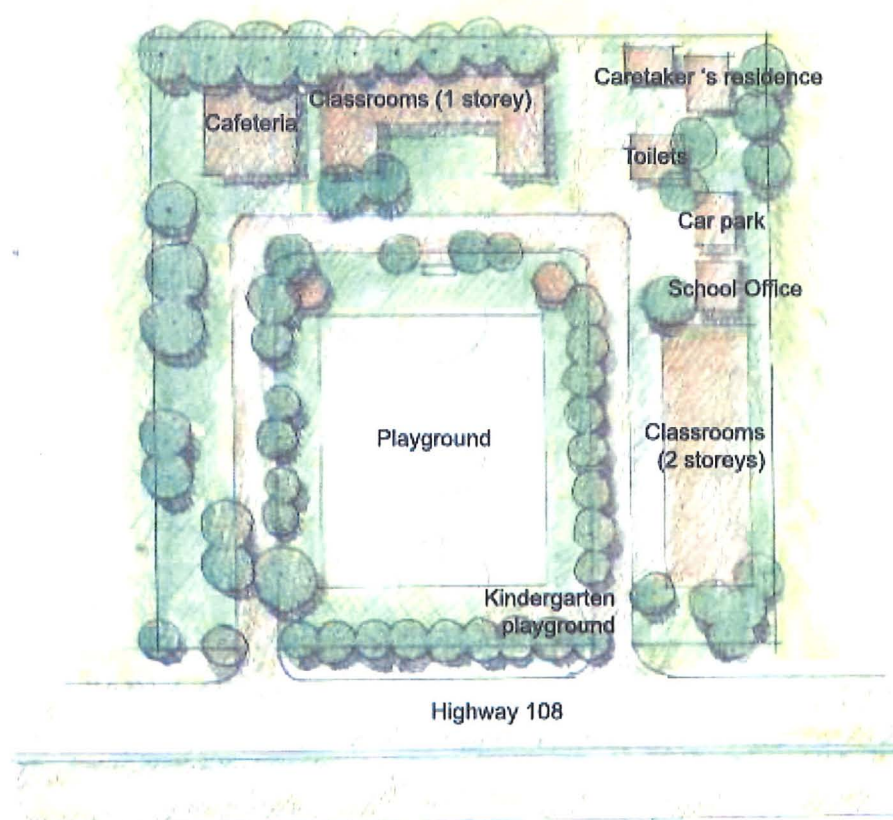 Caretaker 's residence
Classrooms (1 storey)
Cafeteria
Toilets
Car park
School Office
Playground
Classrooms
(2 storeys)
Kindergarten
playground
Highway 108